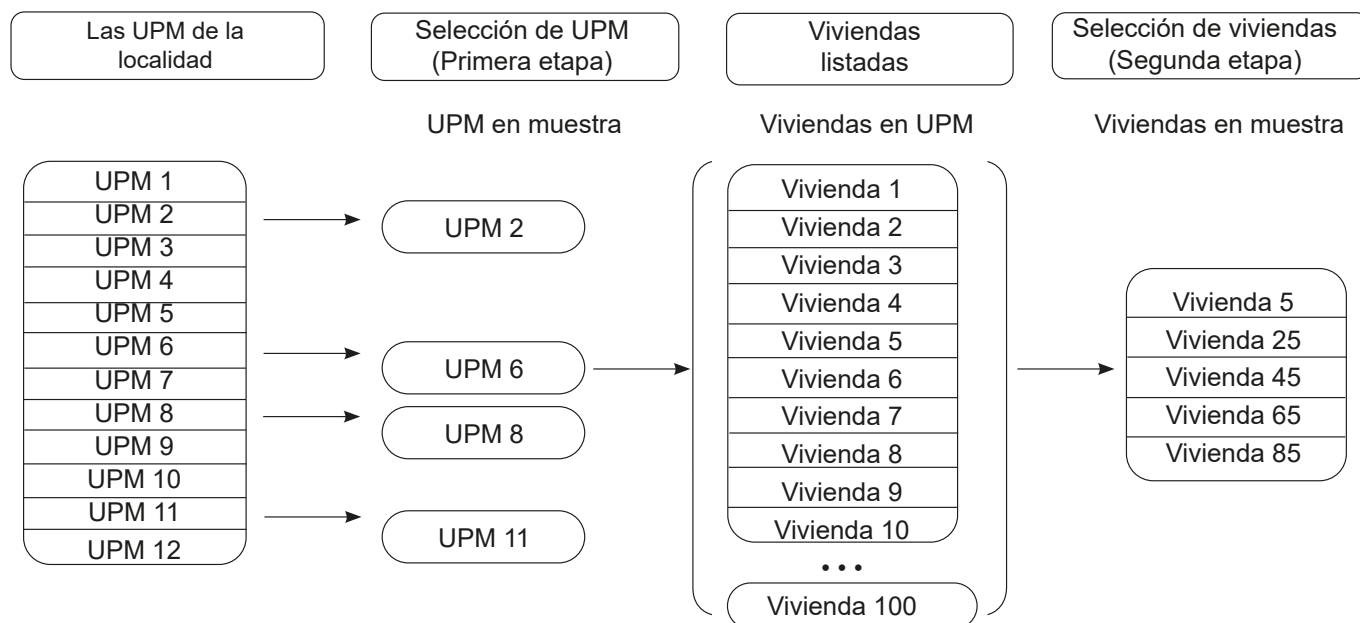 Las UPM de la
localidad
Selección de UPM
(Primera etapa)
Viviendas
listadas
Selección de viviendas
(Segunda etapa)
UPM en muestra
Viviendas en UPM
Viviendas en muestra
UPM 1
UPM 2
UPM 3
UPM 4
UPM 5
UPM 6
UPM 7
UPM 8
UPM 9
UPM 10
UPM 11
UPM 12
UPM 2
UPM 6
UPM 8
UPM 11
Vivienda 1
Vivienda 2
Vivienda 3
Vivienda 4
Vivienda 5
Vivienda 6
Vivienda 7
Vivienda 8
Vivienda 9
Vivienda 10
• • •
Vivienda 100
Vivienda 5
Vivienda 25
Vivienda 45
Vivienda 65
Vivienda 85